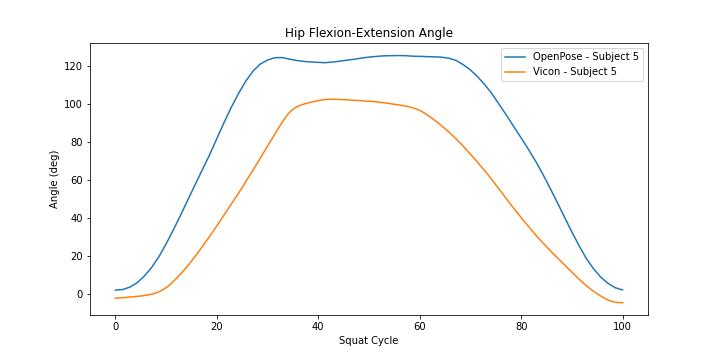 Hip Flexion-Extension Angle
OpenPose - Subject 5
Vicon - Subject 5
Angle (deg)
120
100
80
60
40
20
0
0 20 40 60 80 100
Squat Cycle